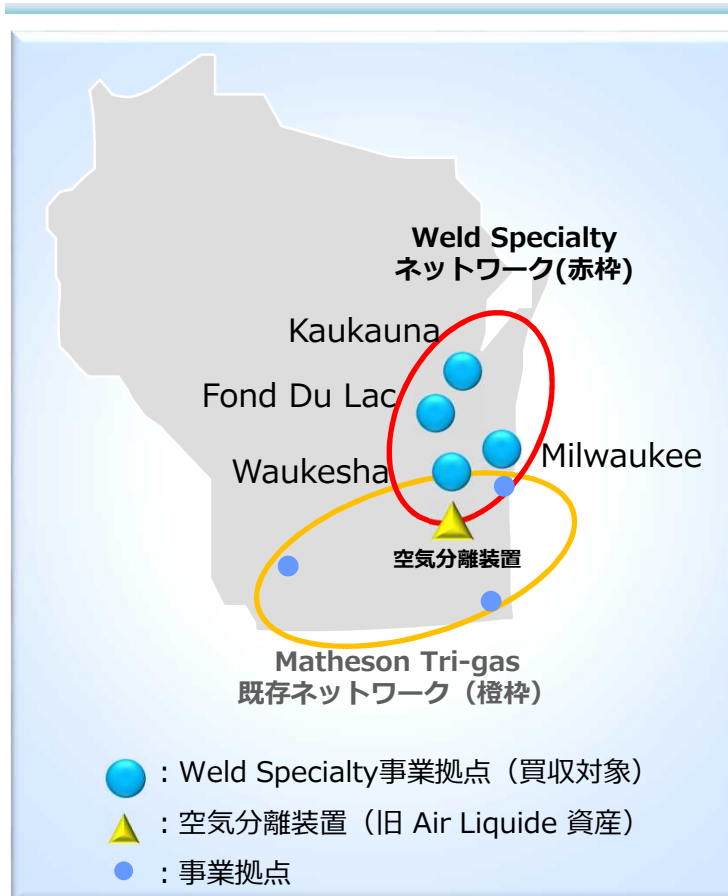 Weld Specialty
ネットワーク(赤枠)
Kaukauna
Fond Du Lac
Waukesha
Milwaukee
空気分離装置
Matheson Tri-gas
既存ネットワーク（橙枠）
：Weld Specialty事業拠点（買収対象）
：空気分離装置（旧 Air Liquide 資産）
：事業拠点